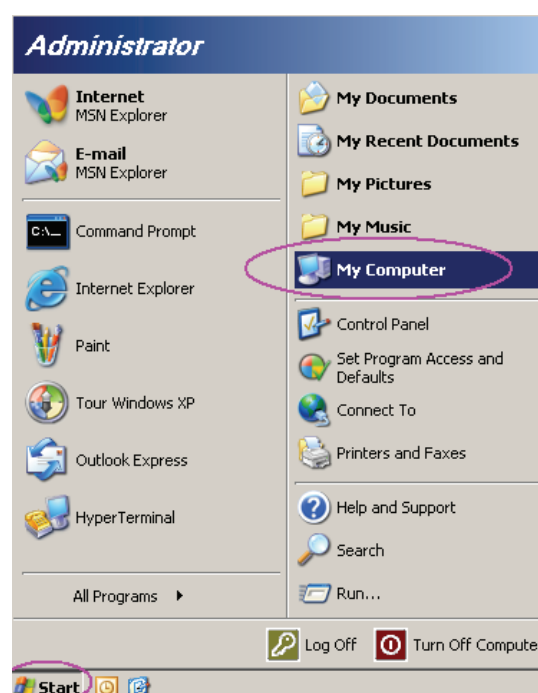 Administrator
Internet
MSN Explorer
E-mail
MSN Explorer
Command Prompt
Internet Explorer
Paint
Tour Windows XP
Outlook Express
HyperTerminal
All Programs
My Documents
My Recent Documents
My Pictures
My Music
My Computer
Control Panel
Set Program Access and
Defaults
Connect To
Printers and Faxes
Help and Support
Search
Run...
Log Off
Turn Off Compute
Start